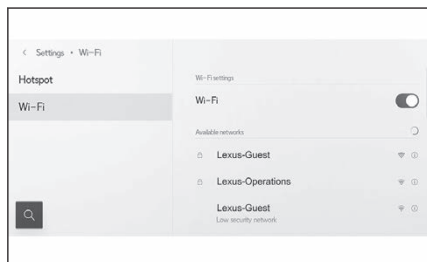 Settings • Wi-Fi
Hotspot
Wi-Fi
Wi-Fi settings
Wi-Fi
Available networks
Lexus-Guest
Lexus-Operations
Lexus-Guest
Low security network